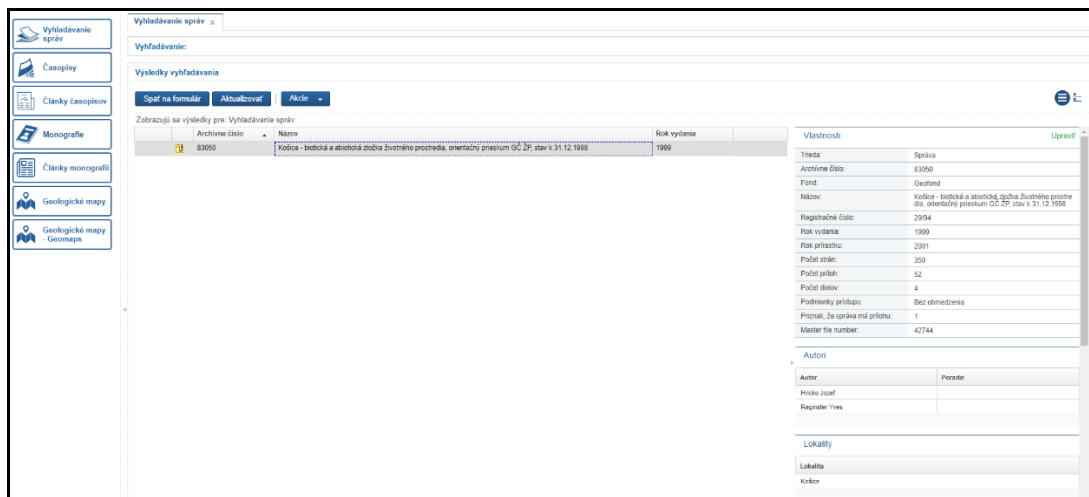 Vyhladávanie
správ
Časopisy
Články časopisov
Monografie
Články monografií
Geologické mapy
Geologické mapy
- Geomaps
Vyhladávanie správ x
Vyhľadávanie:
Výsledky vyhľadávania
Späť na formulár Aktualizovať Akcie
Zobrazujú sa výsledky pre: Vyhladávanie správ
Archívne číslo Názov Rok vydania
83050 Košice - biotická a abiotická zložka životného prostredia, orientačný prieskum GČ ŽP, stav k 31.12.1998 1999
Vlastnosti Upraviť
Trieda: Správa
Archívne číslo: 83050
Fond: Geofond
Názov: Košice - biotická a abiotická zložka životného prostre
dia, orientačný prieskum GČ ŽP, stav k 31.12.1998
Registračné číslo: 29/94
Rok vydania: 1999
Rok prírastku: 2001
Počet strán: 350
Počet príloh: 52
Počet dielov: 4
Podmienky prístupu: Bez obmedzenia
Príznak, že správa má prílohu: 1
Master file number: 42744
Autori
Autor Poradie
Hricko Jozef
Reginster Yves
Lokality
Lokalita
Košice